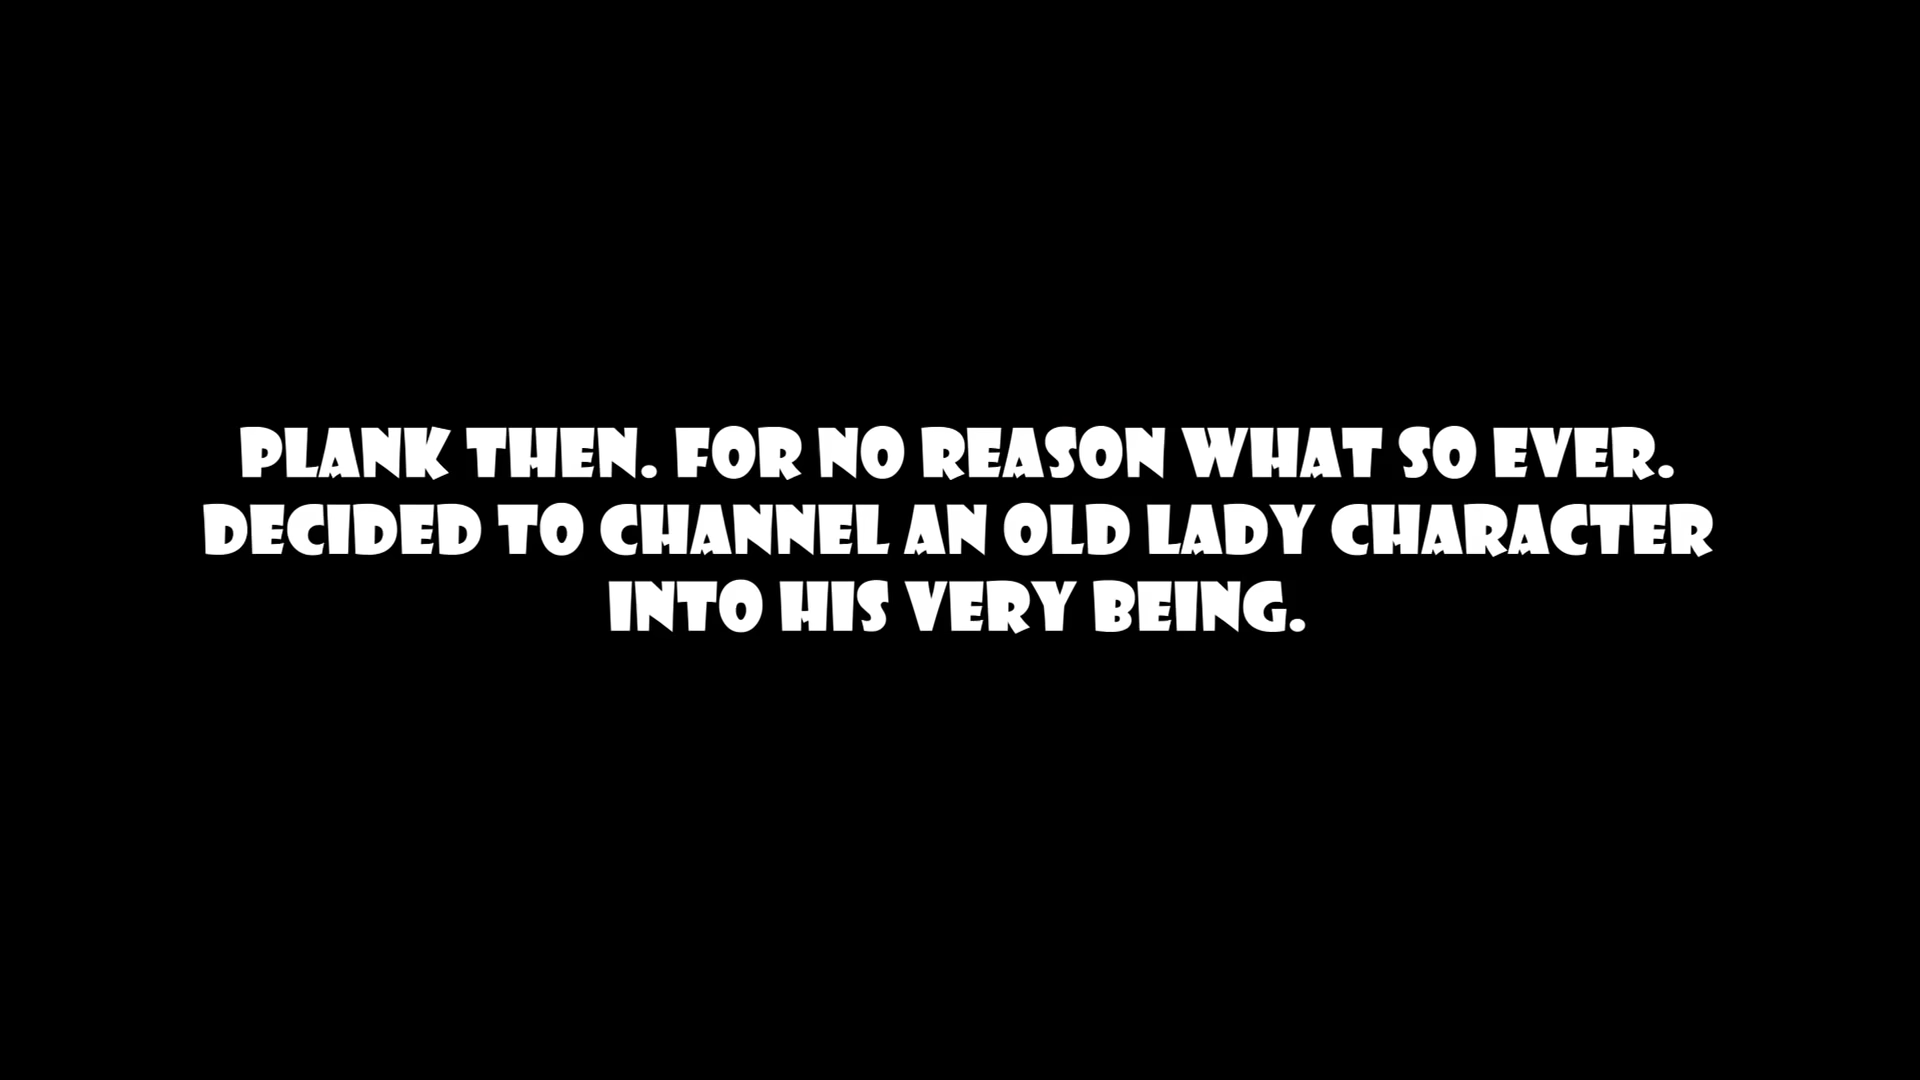 PLANK THEN. FOR NO REASON WHAT SO EVER.
DECIDED TO CHANNEL AN OLD LADY CHARACTER
INTO HIS VERY BEING.